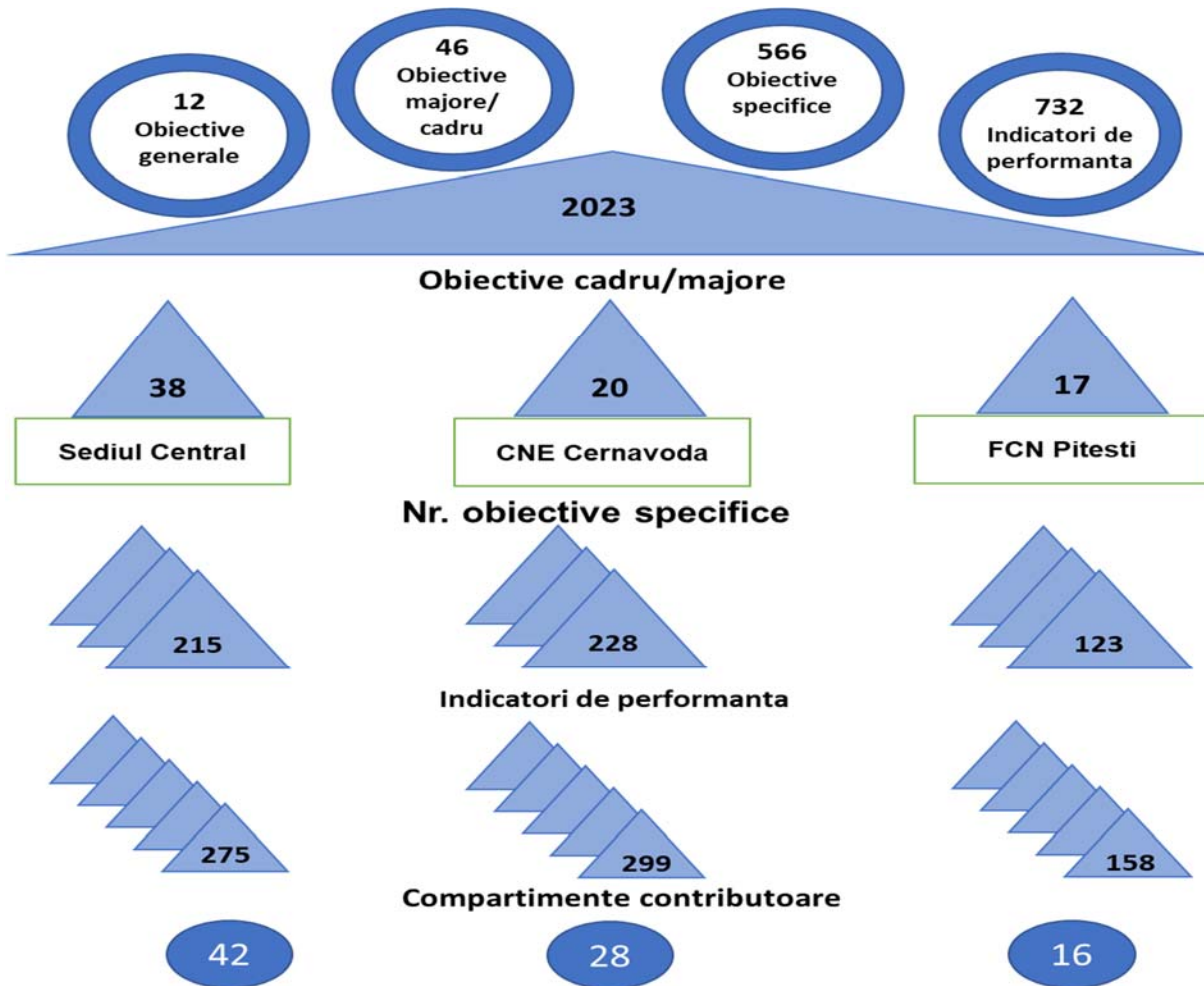 12
Obiective
generale
46
Obiective
majore/
cadru
566
Obiective
specifice
732
Indicatori de
performanta
2023
Obiective cadru/majore
38
20
17
Sediul Central
CNE Cernavoda
FCN Pitesti
Nr. obiective specifice
215
228
123
Indicatori de performanta
275
299
158
Compartimente contributoare
42
28
16